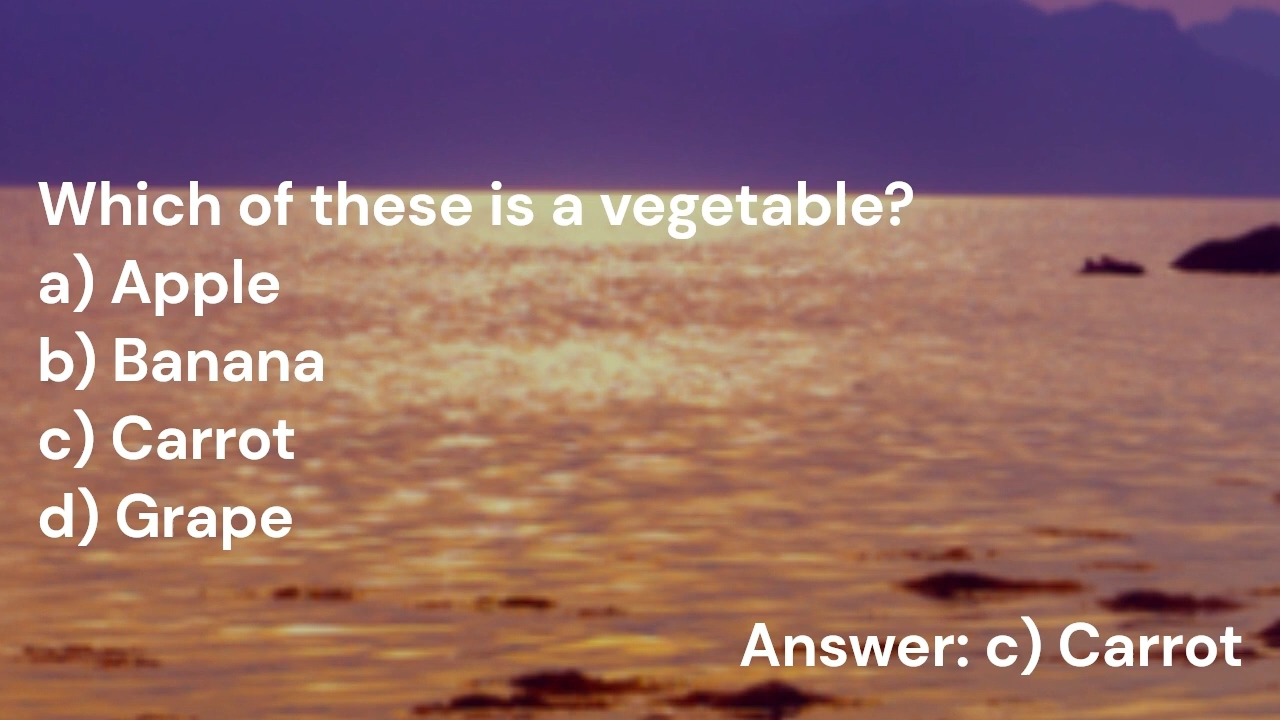 Which of these is a vegetable?
a) Apple
b) Banana
c) Carrot
d) Grape
Answer: c) Carrot